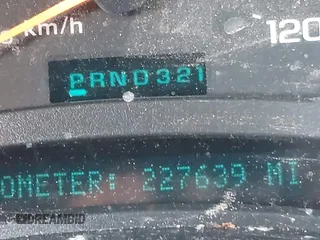 km/h 120
PRND321
OMETER: 227639 MI
DREAMBID